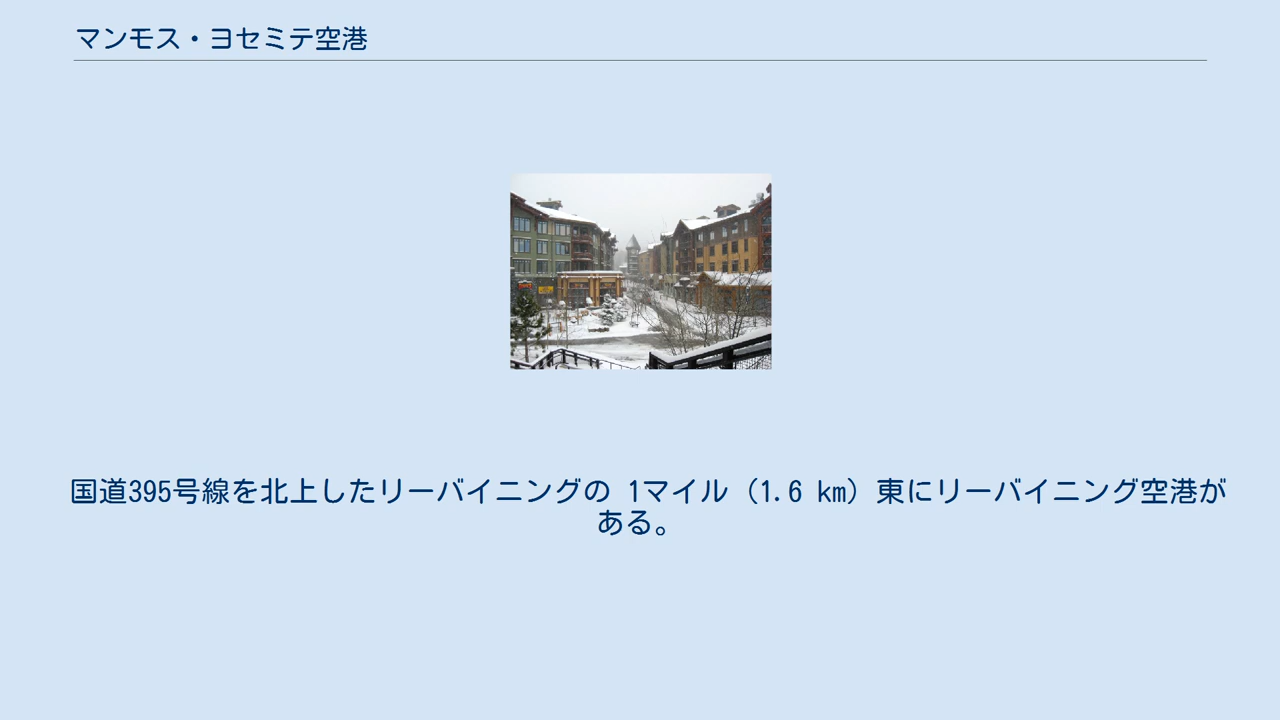 マンモス・ヨセミテ空港
国道395号線を北上したリーバイニングの 1マイル（1.6 km）東にリーバイニング空港が
ある。